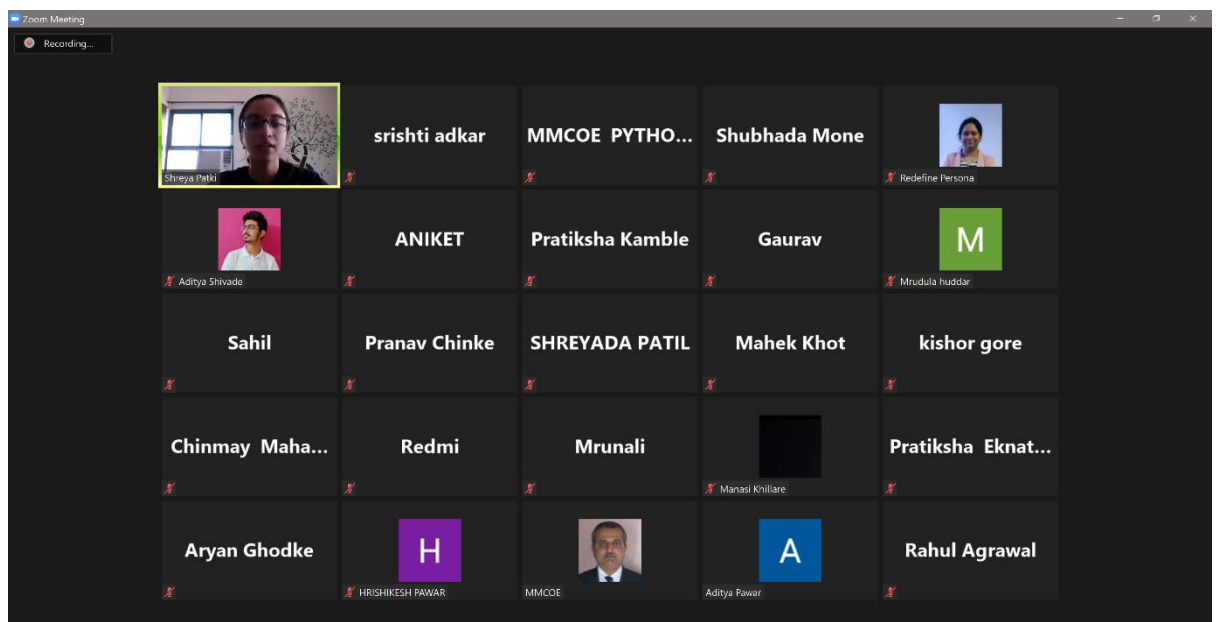 Zoom Meeting
Recording...
Shreya Patki
srishti adkar
MMCOE PYTHO...
Shubhada Mone
Redefine Persona
Aditya Shivade
ANIKET
Pratiksha Kamble
Gaurav
M
Mrudula huddar
Sahil
Pranav Chinke
SHREYADA PATIL
Mahek Khot
kishor gore
Chinmay Maha...
Redmi
Mrunali
Manasi Khillare
Pratiksha Eknat...
Aryan Ghodke
H
HRISHIKESH PAWAR
MMCOE
A
Aditya Pawar
Rahul Agrawal